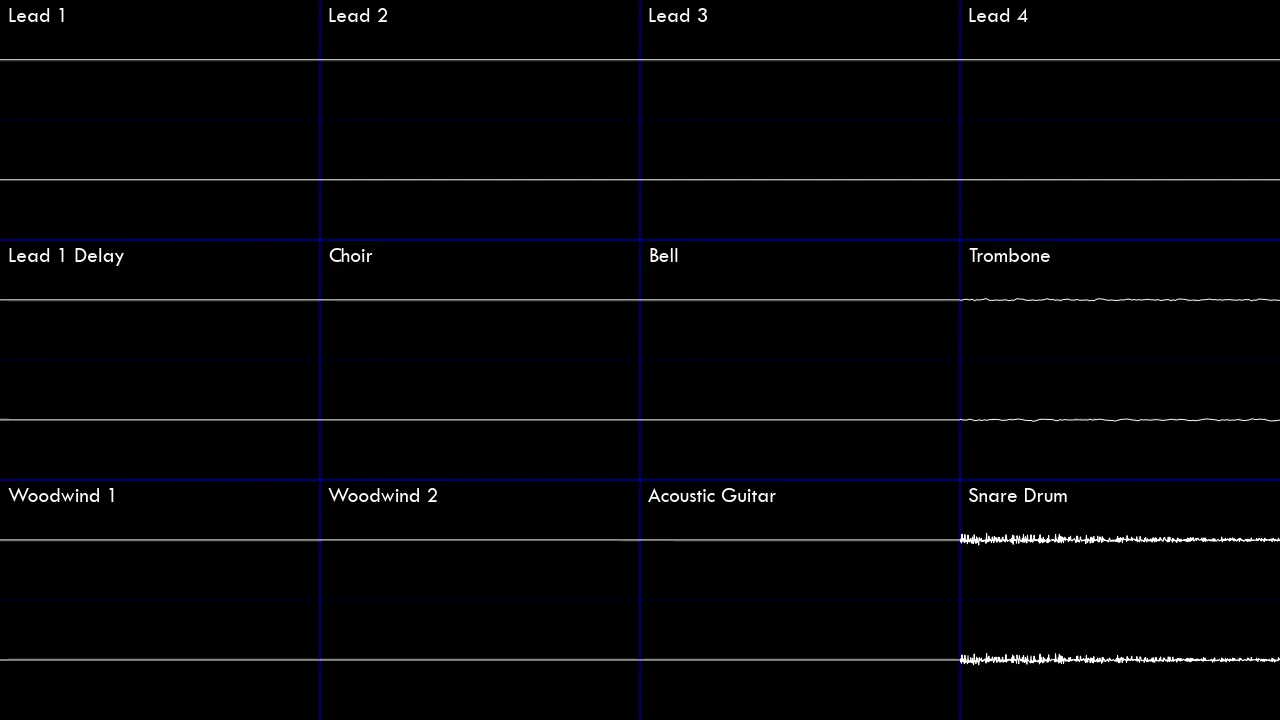 Lead 1
Lead 2
Lead 3
Lead 4
Lead 1 Delay
Choir
Bell
Trombone
Woodwind 1
Woodwind 2
Acoustic Guitar
Snare Drum